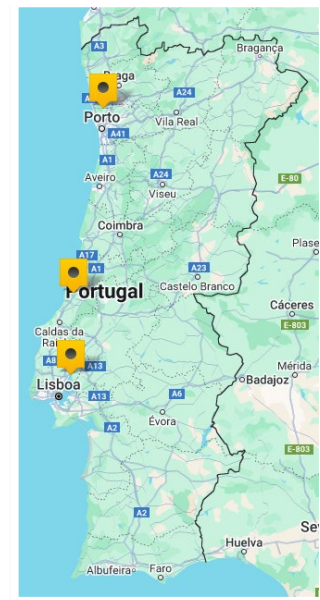 A3
Bragança
Braga
A24
Porto
Vila Real
A41
A1
Aveiro
A24
Viseu
E-80
Coimbra
Plase
A17
A1
A23
Portugal
Castelo Branco
Cáceres
Caldas da
E-803
A8
A13
Mérida
Lisboa
Badajoz
A13
A6
Évora
A2
E-803
A2
Se
Huelva
Albufeira
Faro